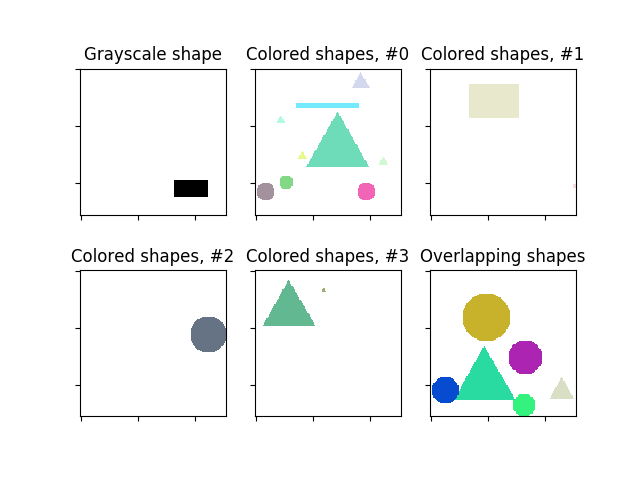 Grayscale shape
Colored shapes, #0
Colored shapes, #1
Colored shapes, #2
Colored shapes, #3
Overlapping shapes